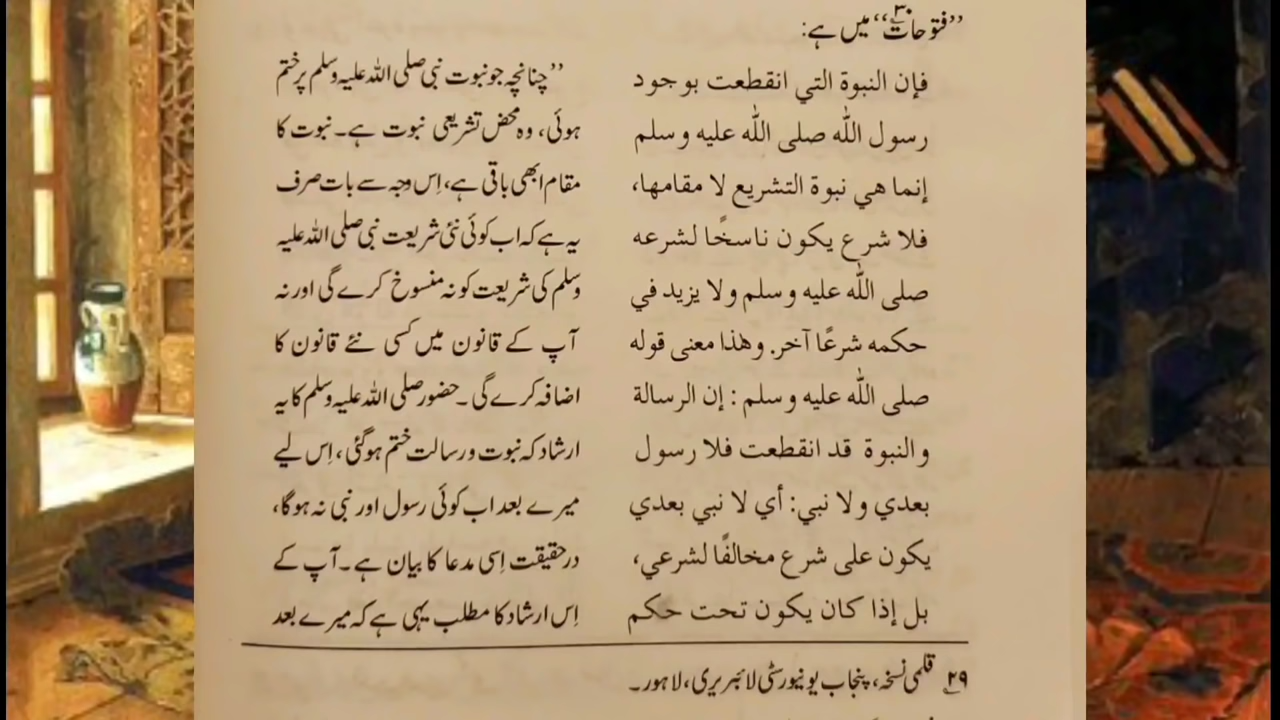 ’’فتوحات‘‘۳۰ میں ہے:
فإن النبوة التي انقطعت بوجود
رسول الله صلى الله عليه وسلم
إنما هي نبوة التشريع لا مقامها،
فلا شرع يكون ناسخًا لشرعه
صلى الله عليه وسلم ولا يزيد في
حكمه شرعًا آخر. وهذا معنى قوله
صلى الله عليه وسلم : إن الرسالة
والنبوة قد انقطعت فلا رسول
بعدي ولا نبي: أي لا نبي بعدي
يكون على شرع مخالفًا لشرعي،
بل إذا كان يكون تحت حكم
’’چنانچہ جو نبوت نبی صلی اللہ علیہ وسلم پر ختم
ہوئی، وہ محض تشریعی نبوت ہے۔ نبوت کا
مقام ابھی باقی ہے، اِس وجہ سے بات صرف
یہ ہے کہ اب کوئی نئی شریعت نبی صلی اللہ علیہ
وسلم کی شریعت کو نہ منسوخ کرے گی اور نہ
آپ کے قانون میں کسی نئے قانون کا
اضافہ کرے گی۔ حضور صلی اللہ علیہ وسلم کا یہ
ارشاد کہ نبوت و رسالت ختم ہوگئی، اِس لیے
میرے بعد اب کوئی رسول اور نبی نہ ہوگا،
درحقیقت اِسی مدعا کا بیان ہے۔ آپ کے
اِس ارشاد کا مطلب یہی ہے کہ میرے بعد
۲۹ قلمی نسخہ، پنجاب یونیورسٹی لائبریری، لاہور۔